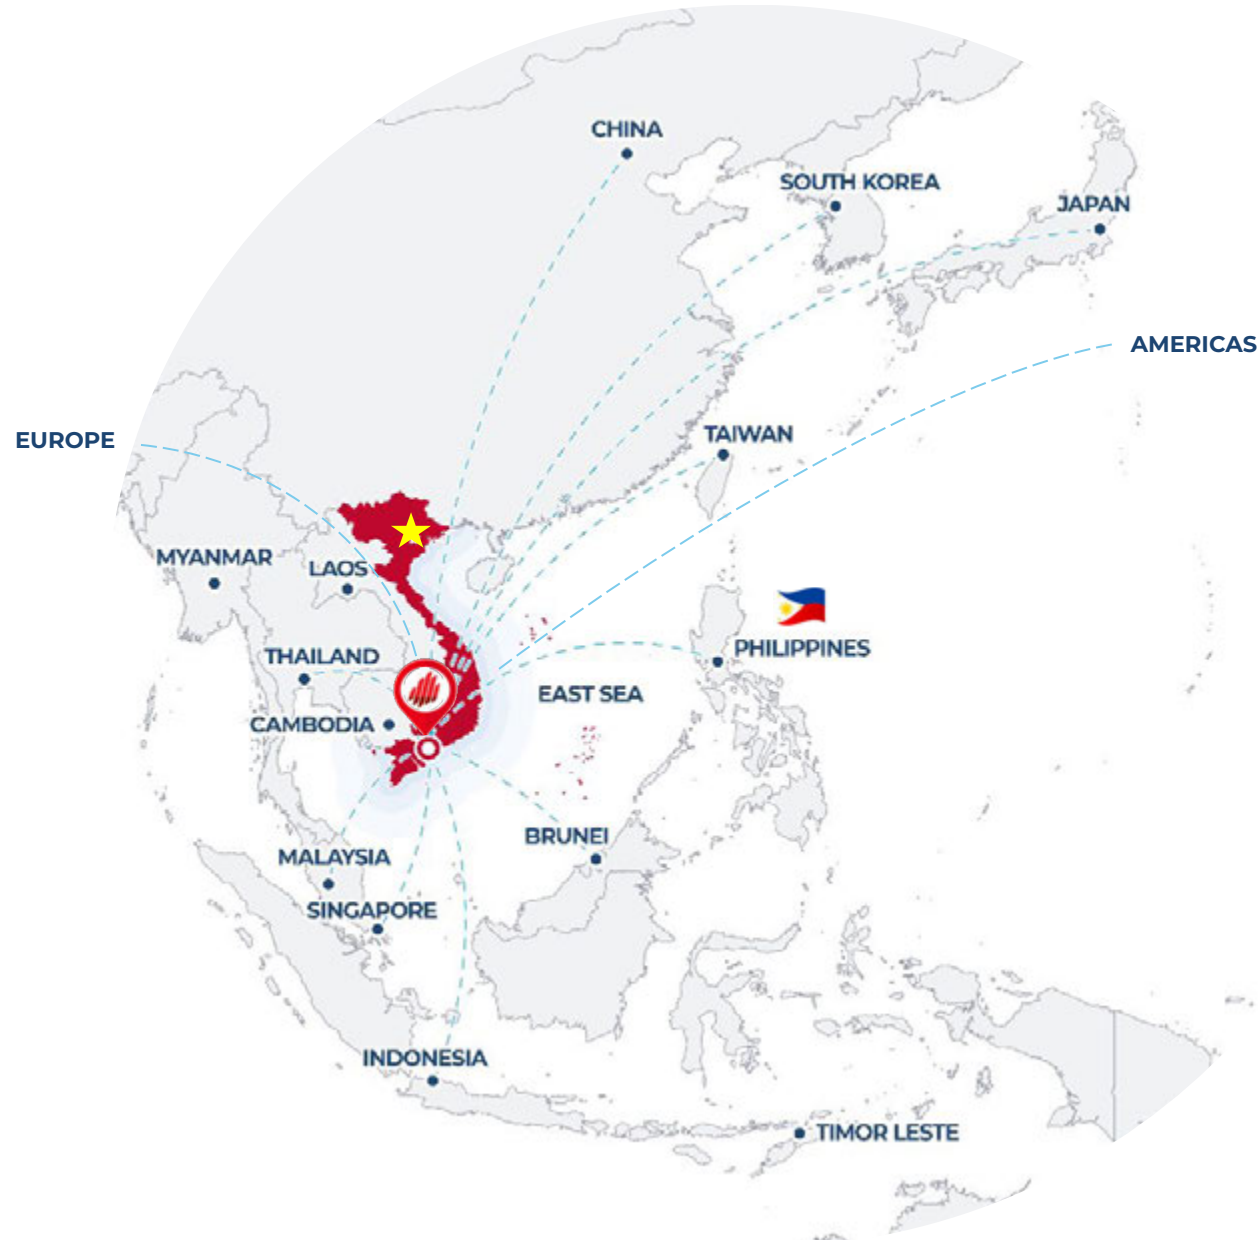 CHINA
SOUTH KOREA
JAPAN
AMERICAS
TAIWAN
EUROPE
MYANMAR
LAOS
THAILAND
PHILIPPINES
EAST SEA
CAMBODIA
BRUNEI
MALAYSIA
SINGAPORE
INDONESIA
TIMOR LESTE